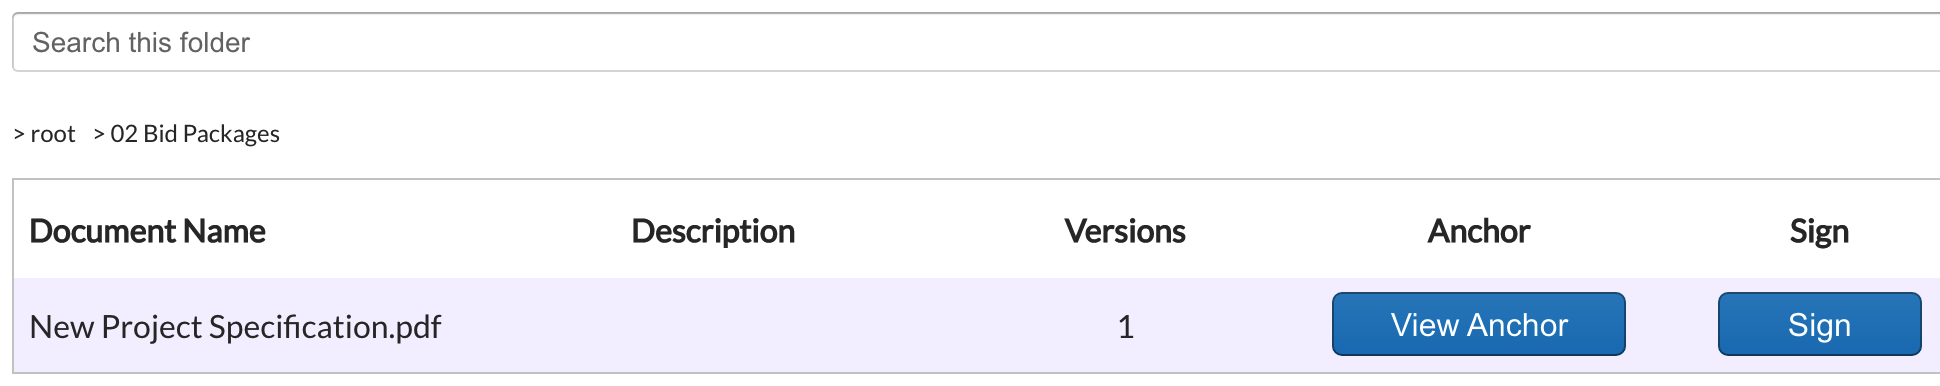 Search this folder
> root > 02 Bid Packages
Document Name Description Versions Anchor Sign
New Project Specification.pdf 1 View Anchor Sign